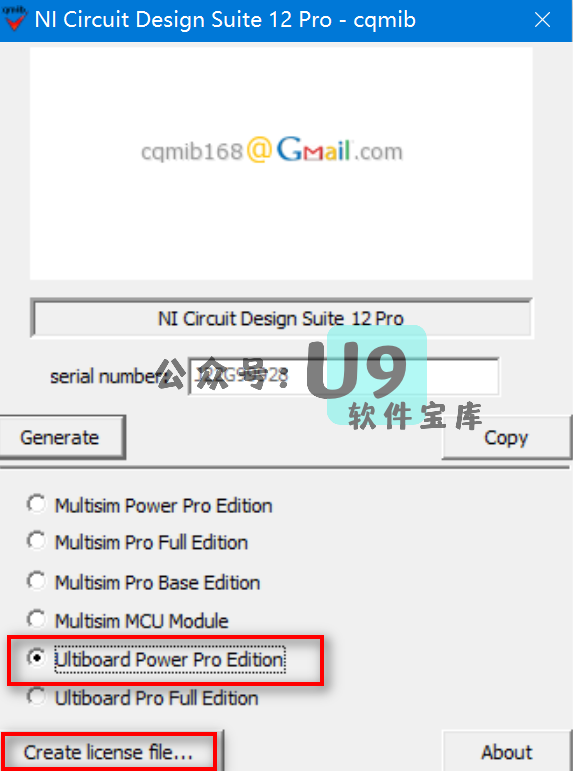 NI Circuit Design Suite 12 Pro - cqmib
cqmib168@Gmail.com
NI Circuit Design Suite 12 Pro
serial number:
公众号：U9
软件宝库
Generate
Copy
Multisim Power Pro Edition
Multisim Pro Full Edition
Multisim Pro Base Edition
Multisim MCU Module
Ultiboard Power Pro Edition
Ultiboard Pro Full Edition
Create license file...
About